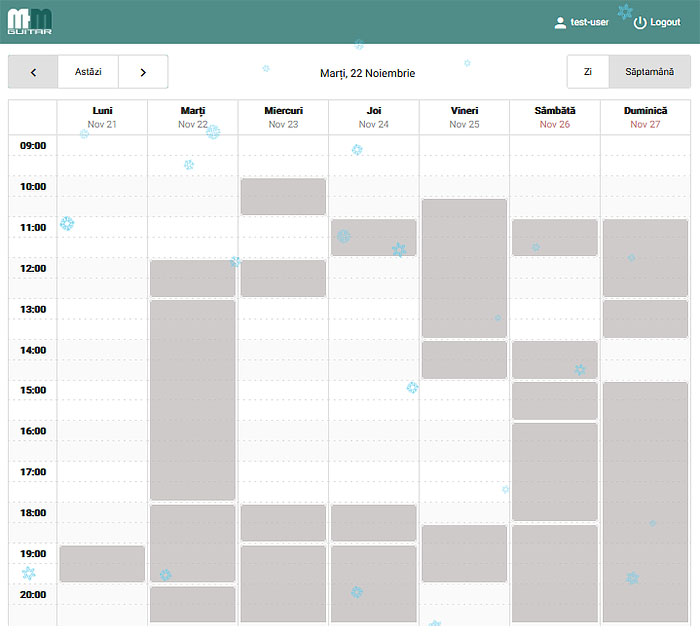 M·M
GUITAR
test-user
Logout
Astăzi
Marți, 22 Noiembrie
Zi
Săptamână
Luni
Marți
Miercuri
Joi
Vineri
Sâmbătă
Duminică
Nov 21
Nov 22
Nov 23
Nov 24
Nov 25
Nov 26
Nov 27
09:00
10:00
11:00
12:00
13:00
14:00
15:00
16:00
17:00
18:00
19:00
20:00